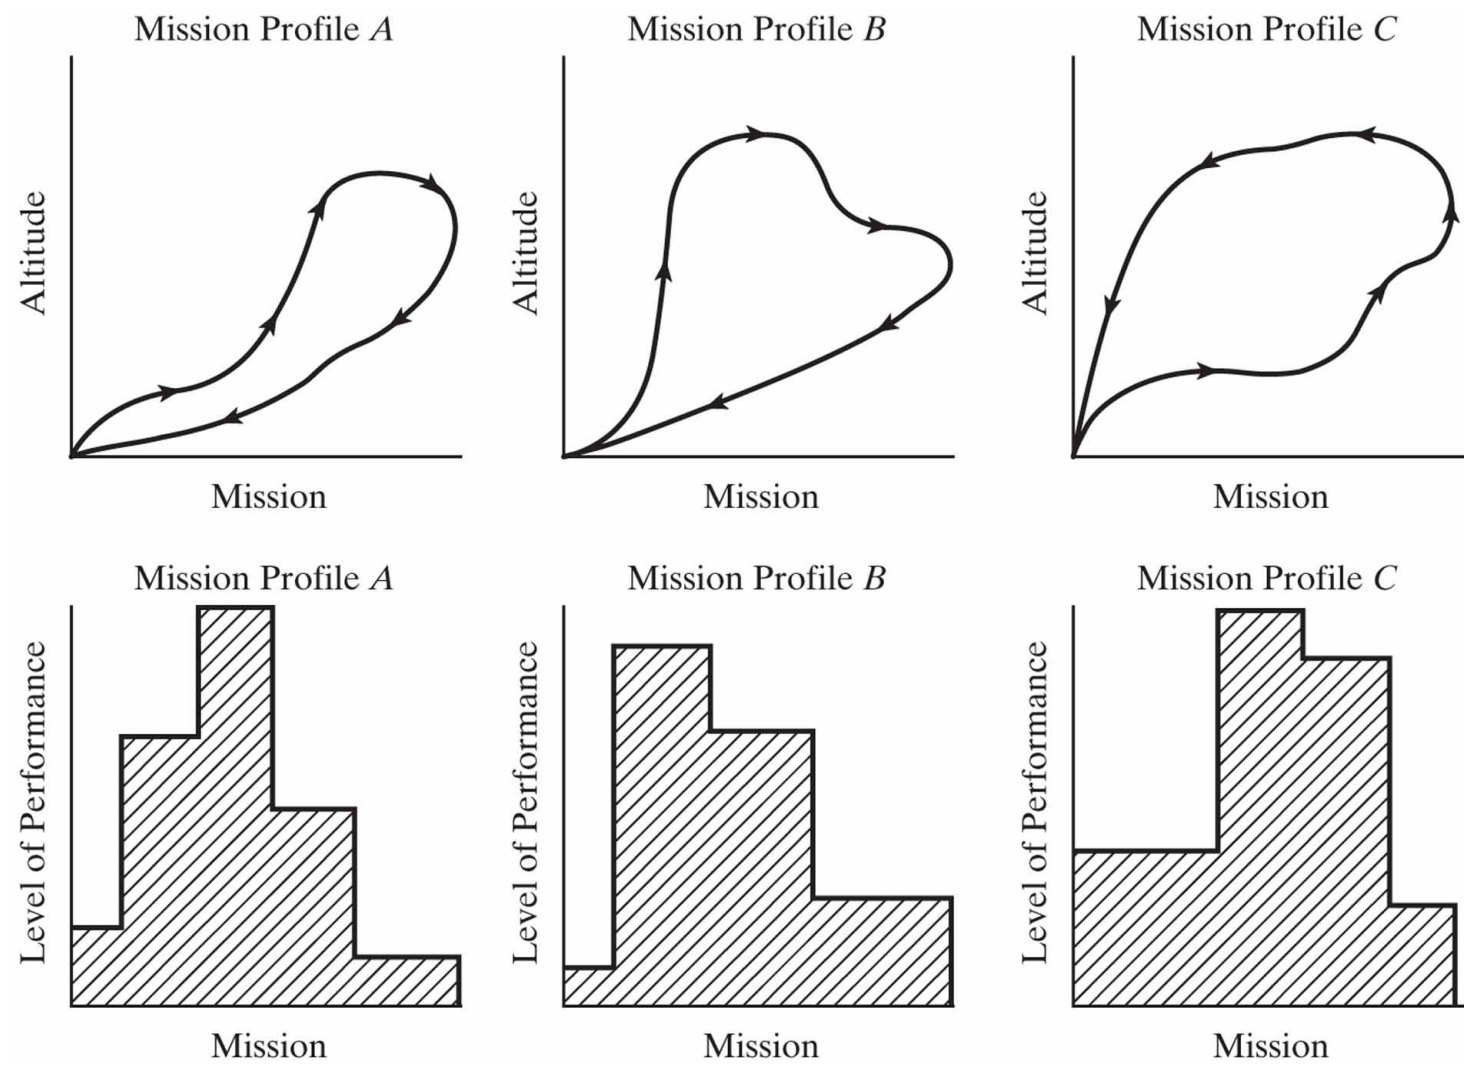 Mission Profile A
Mission Profile B
Mission Profile C
Altitude
Altitude
Altitude
Mission
Mission
Mission
Mission Profile A
Mission Profile B
Mission Profile C
Level of Performance
Level of Performance
Level of Performance
Mission
Mission
Mission